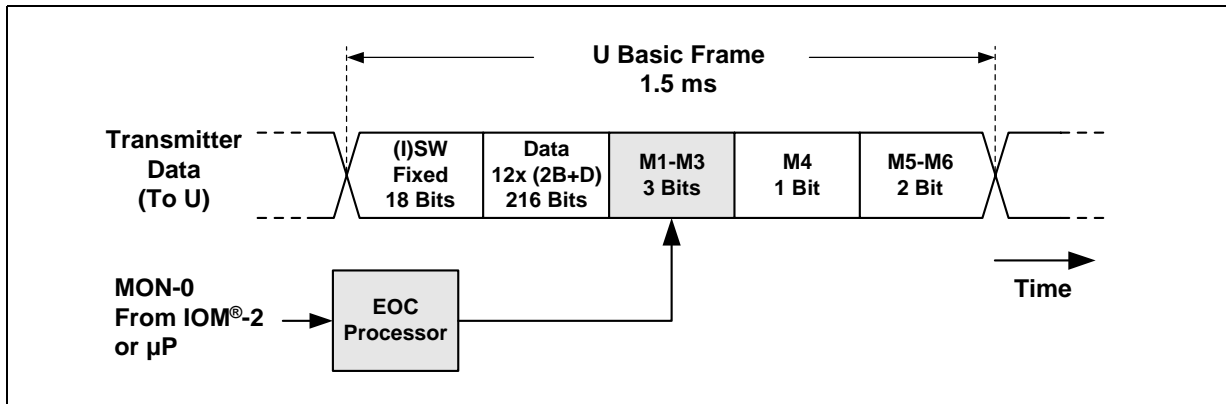 U Basic Frame
1.5 ms
Transmitter
Data
(To U)
(I)SW
Fixed
18 Bits
Data
12x (2B+D)
216 Bits
M1-M3
3 Bits
M4
1 Bit
M5-M6
2 Bit
Time
MON-0
From IOM®-2
or µP
EOC
Processor